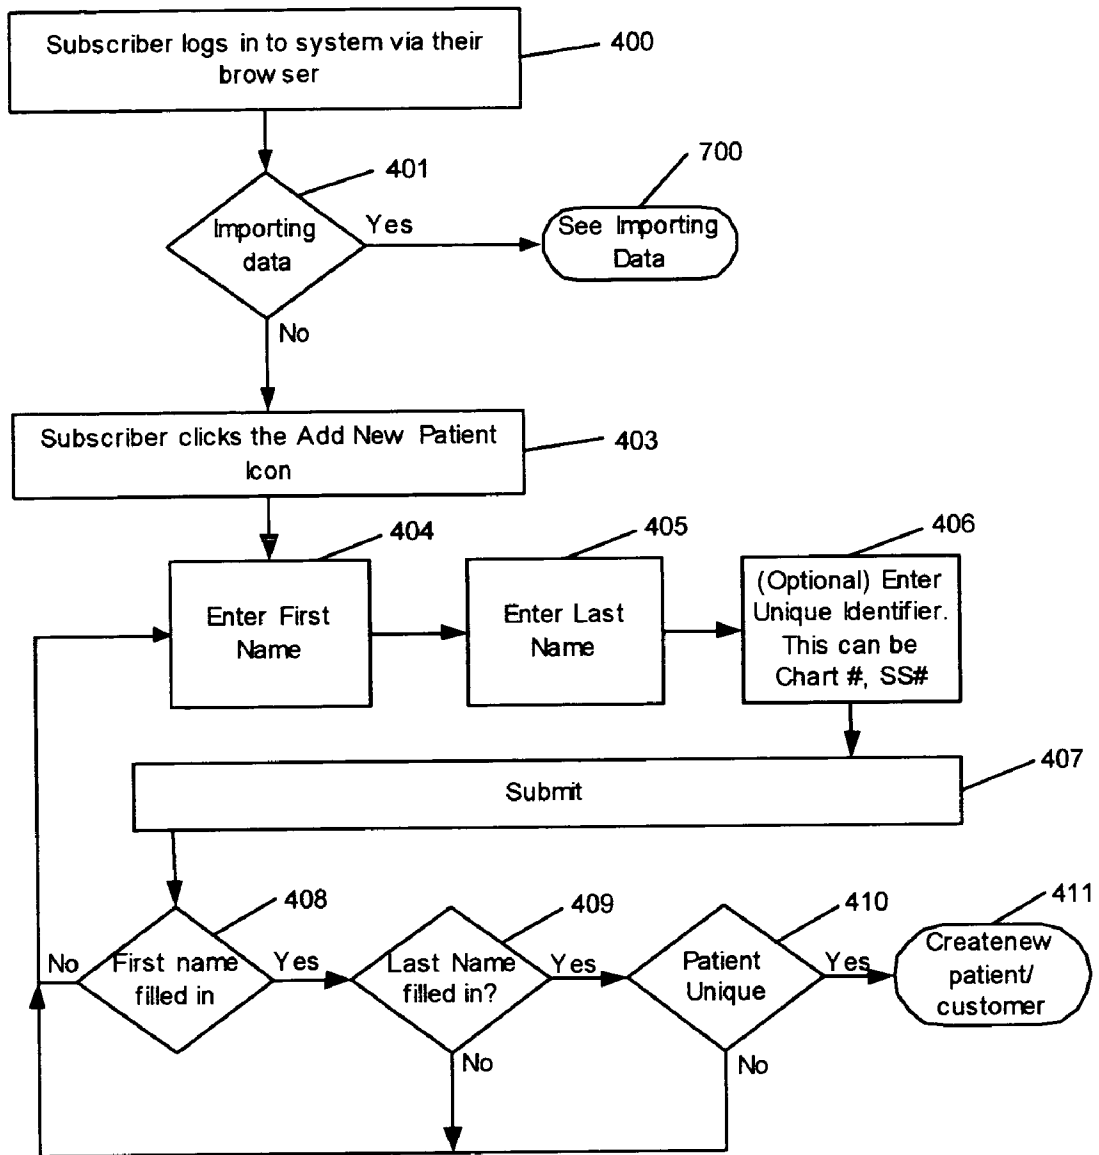 Subscriber logs in to system via their
browser
400
401
Importing
data
Yes
700
See Importing
Data
No
Subscriber clicks the Add New Patient
Icon
403
404
Enter First
Name
405
Enter Last
Name
406
(Optional) Enter
Unique Identifier.
This can be
Chart #, SS#
407
Submit
408
No
First name
filled in
Yes
409
Last Name
filled in?
Yes
No
410
Patient
Unique
Yes
No
411
Createnew
patient/
customer